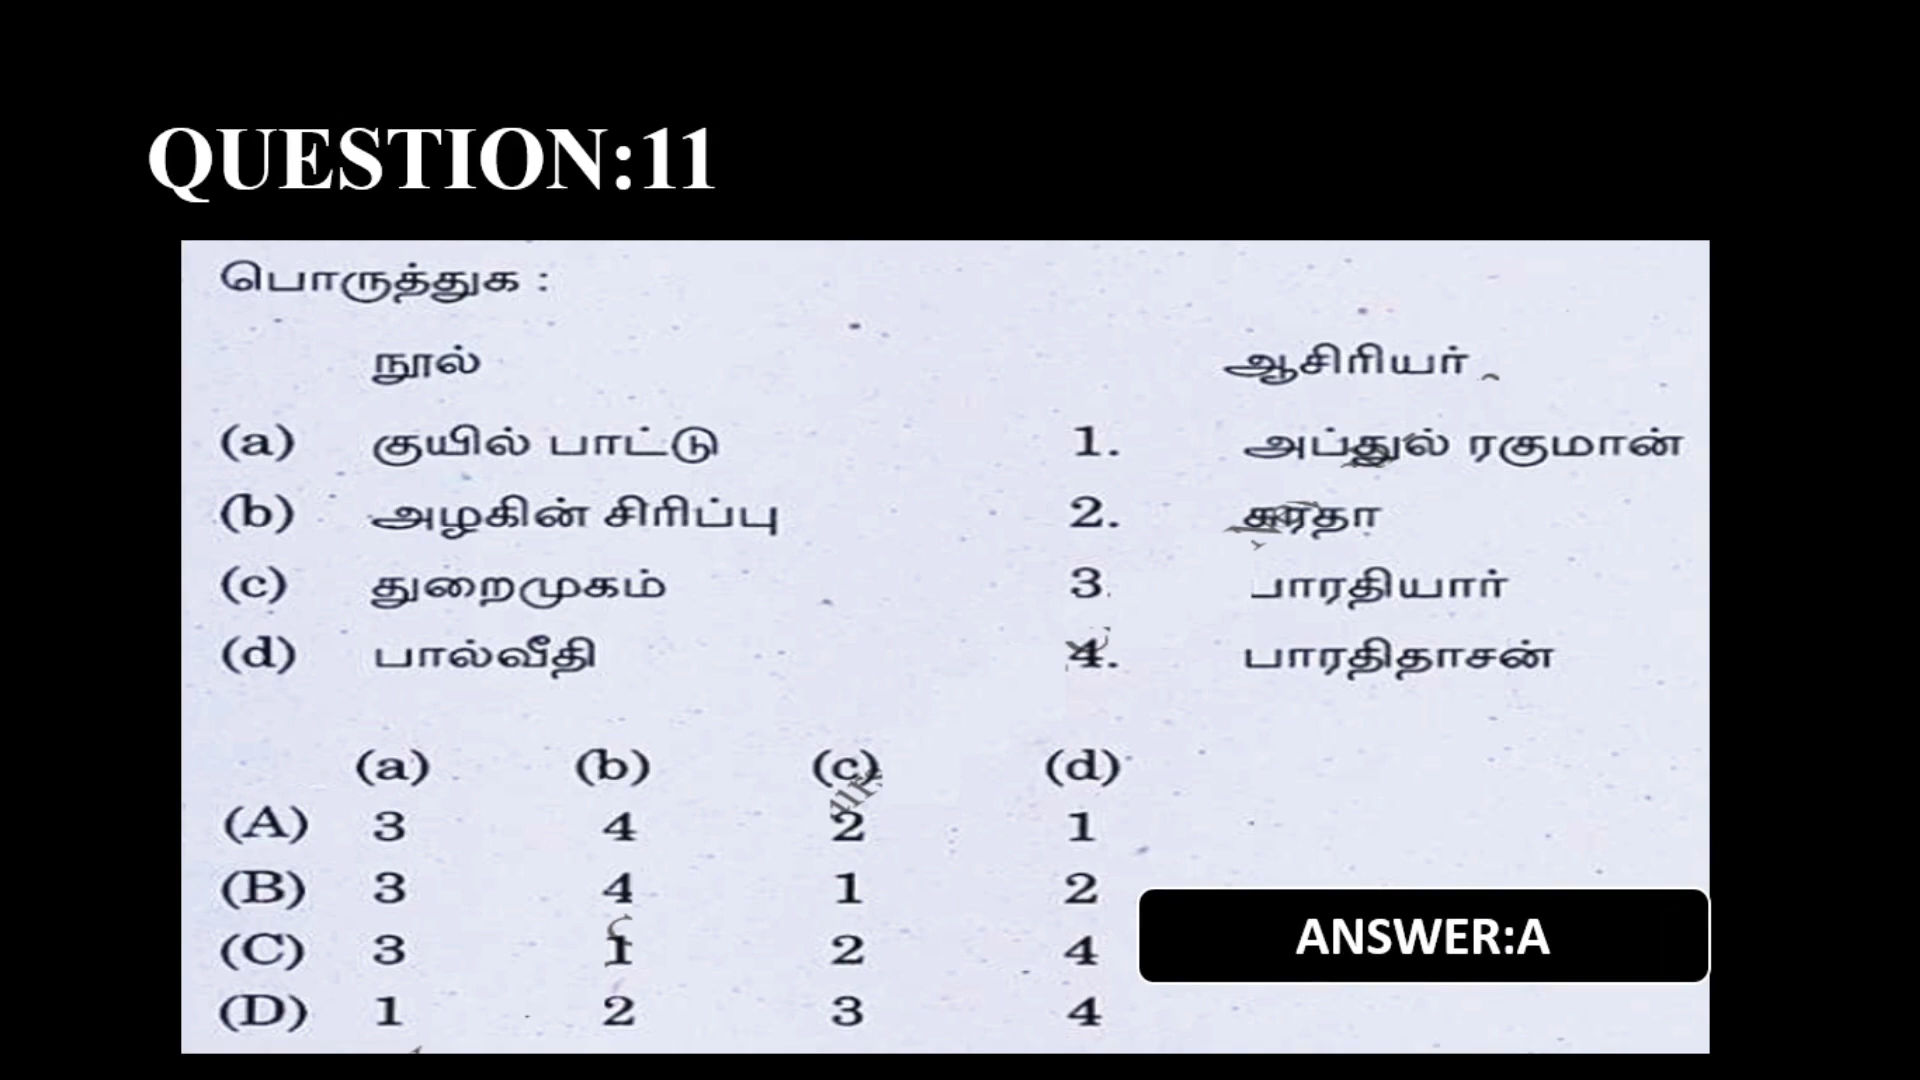 QUESTION:11
பொருத்துக :
நூல் ஆசிரியர்
(a) குயில் பாட்டு 1. அப்துல் ரகுமான்
(b) அழகின் சிரிப்பு 2. சுரதா
(c) துறைமுகம் 3. பாரதியார்
(d) பால்வீதி 4. பாரதிதாசன்
(a) (b) (c) (d)
(A) 3 4 2 1
(B) 3 4 1 2
(C) 3 1 2 4
(D) 1 2 3 4
ANSWER:A